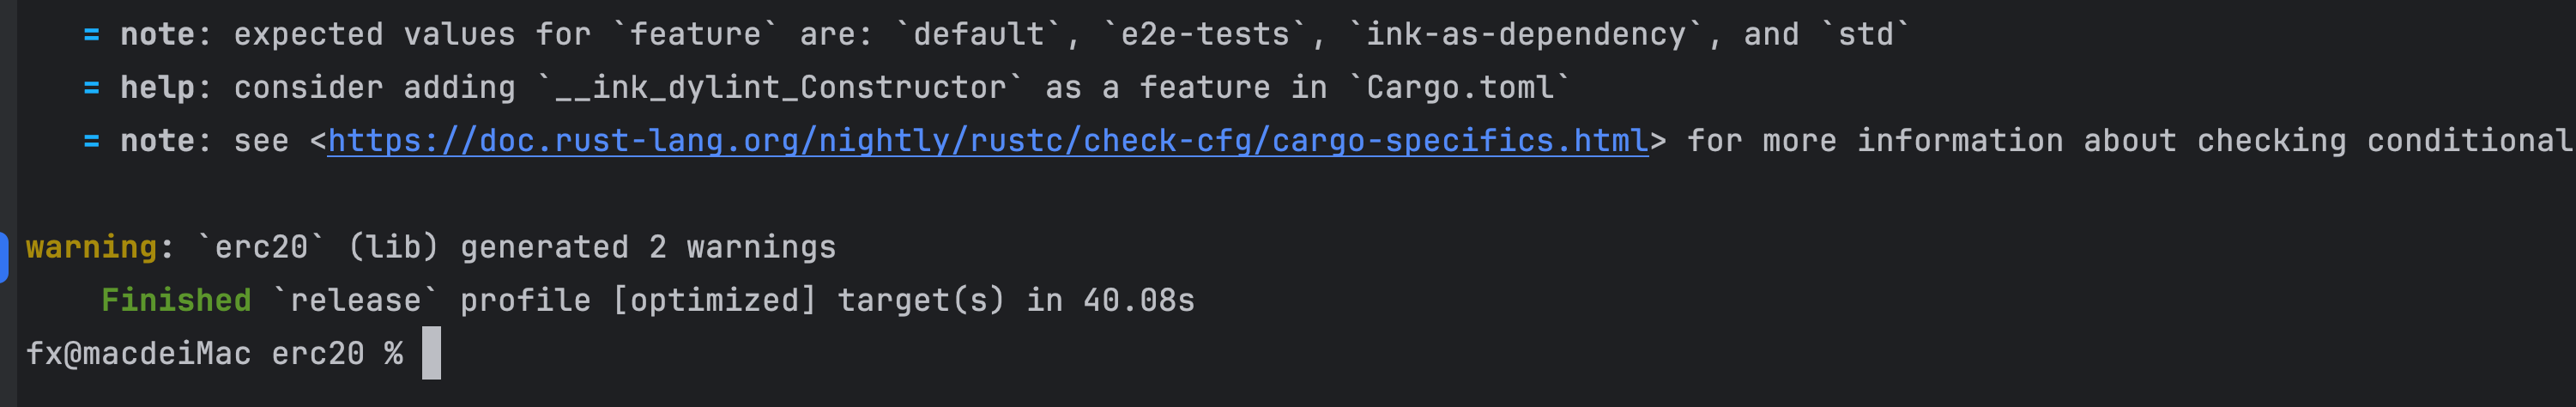 = note: expected values for `feature` are: `default`, `e2e-tests`, `ink-as-dependency`, and `std`
= help: consider adding `__ink_dylint_Constructor` as a feature in `Cargo.toml`
= note: see <https://doc.rust-lang.org/nightly/rustc/check-cfg/cargo-specifics.html> for more information about checking conditional
warning: `erc20` (lib) generated 2 warnings
Finished `release` profile [optimized] target(s) in 40.08s
fx@macdeiMac erc20 %